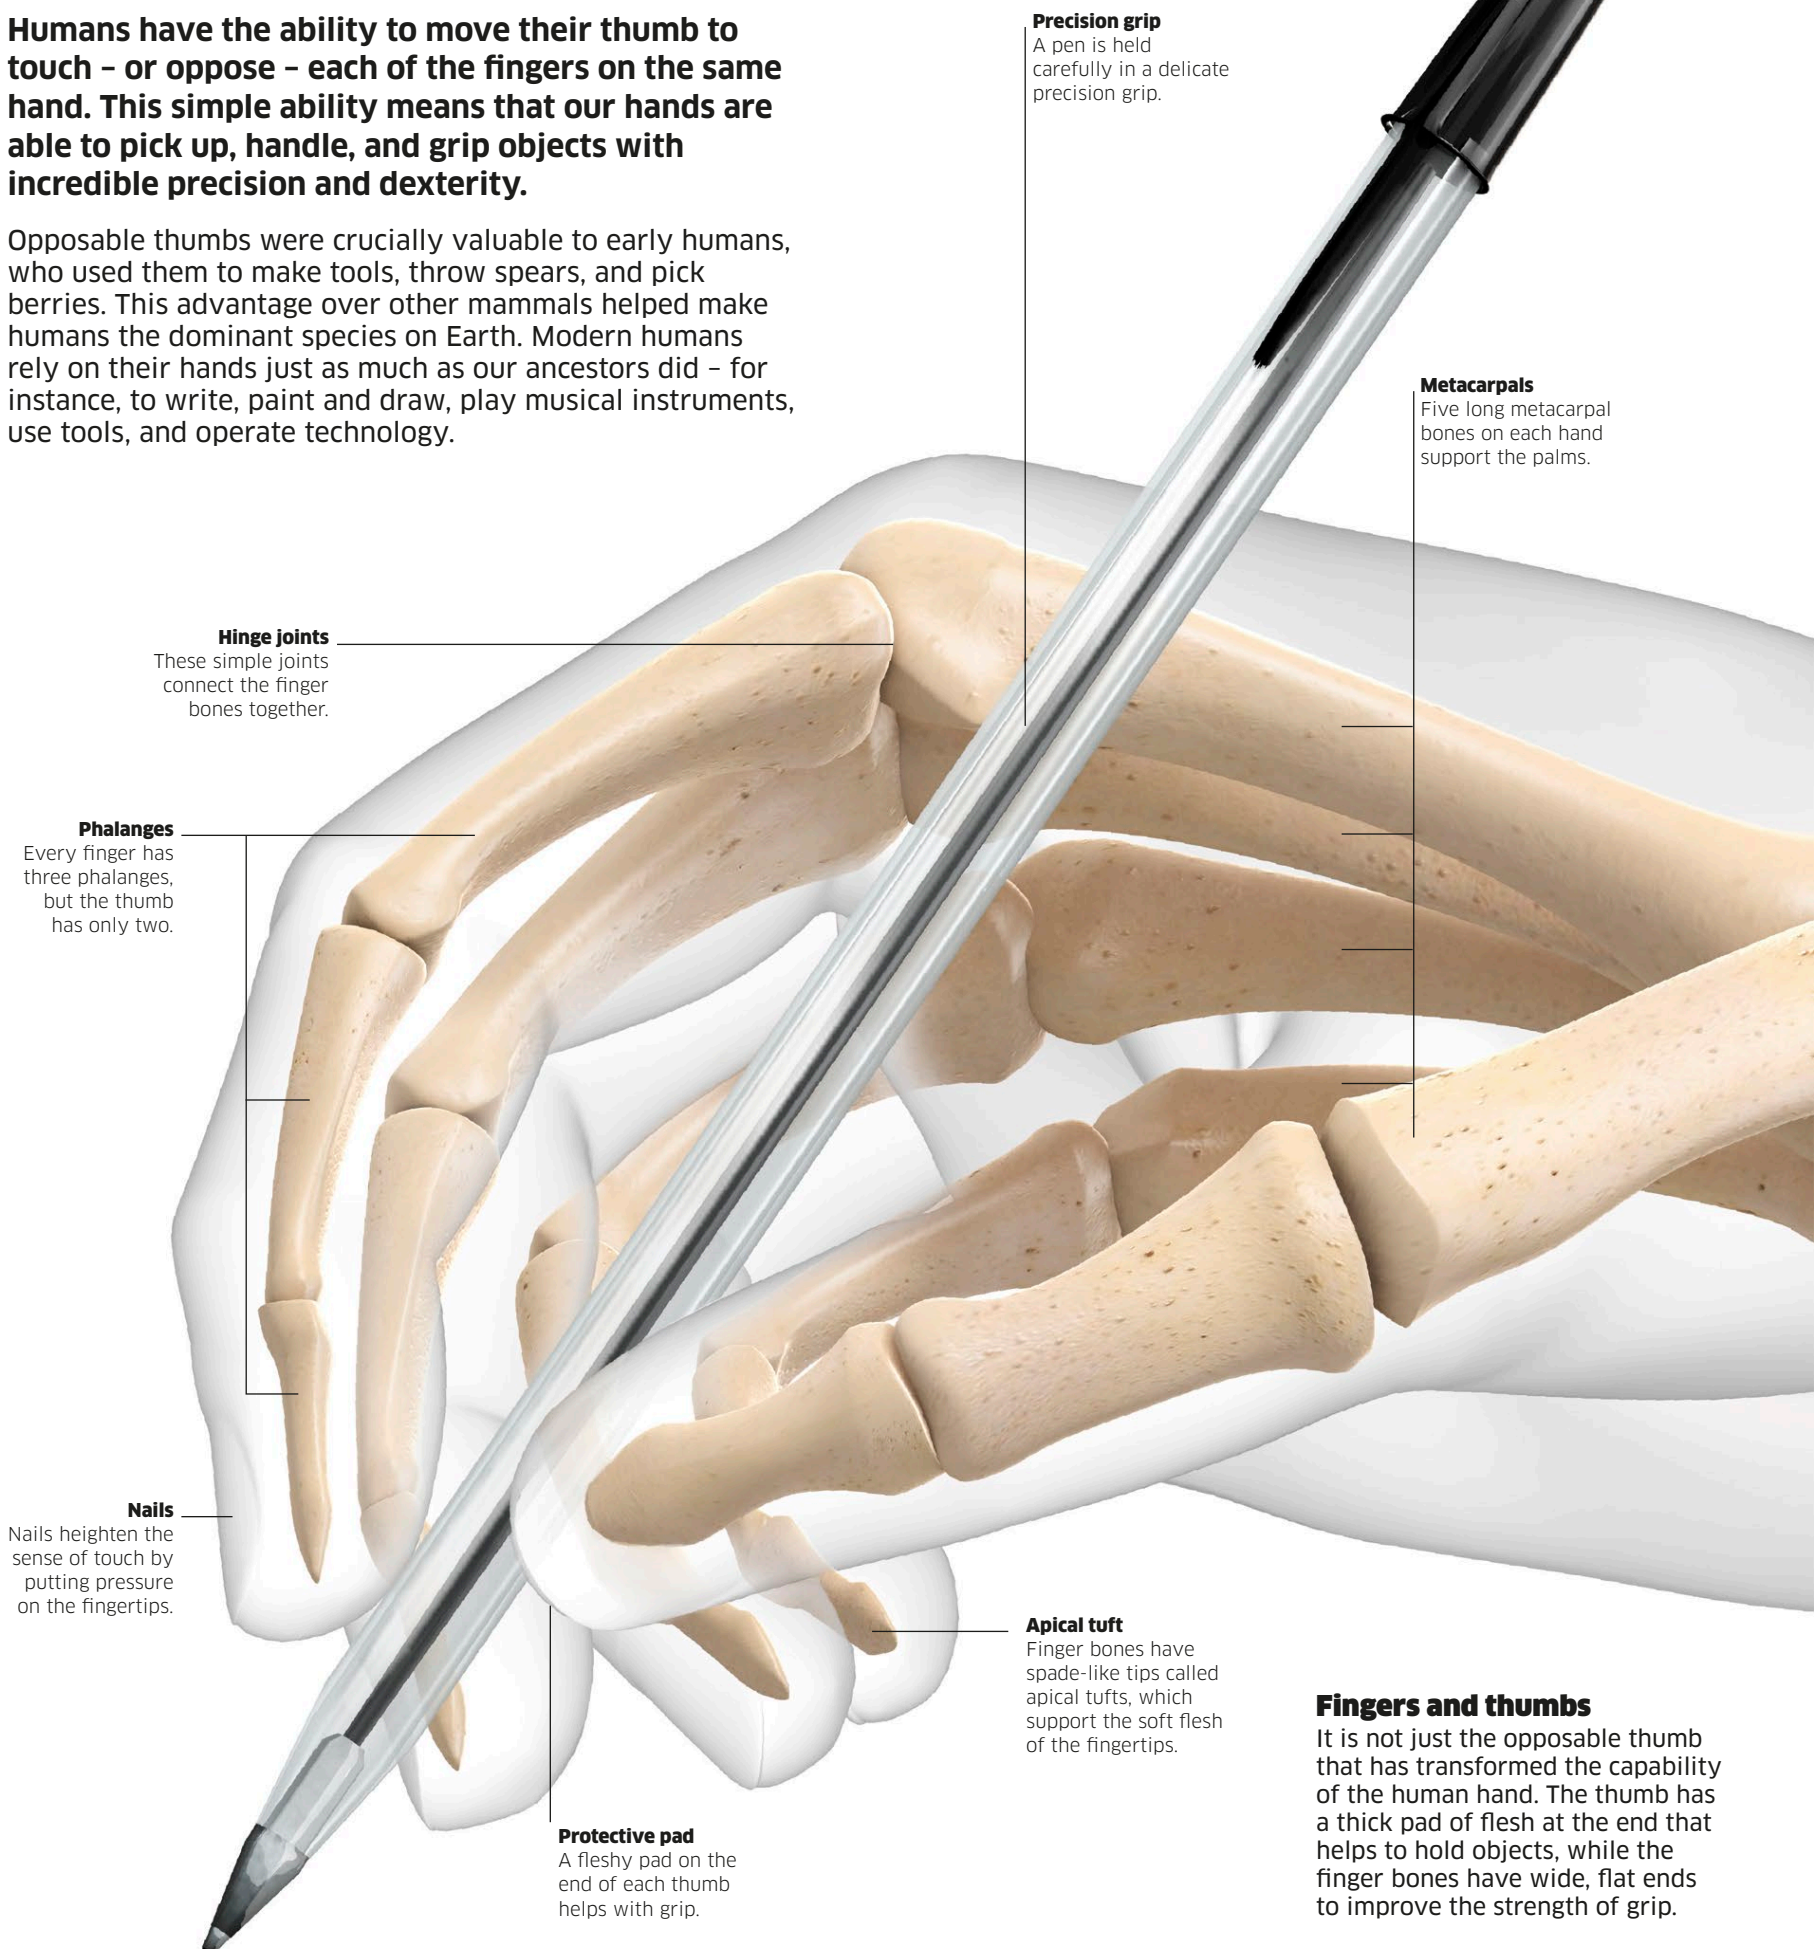 Humans have the ability to move their thumb to
touch – or oppose – each of the fingers on the same
hand. This simple ability means that our hands are
able to pick up, handle, and grip objects with
incredible precision and dexterity.
Opposable thumbs were crucially valuable to early humans,
who used them to make tools, throw spears, and pick
berries. This advantage over other mammals helped make
humans the dominant species on Earth. Modern humans
rely on their hands just as much as our ancestors did – for
instance, to write, paint and draw, play musical instruments,
use tools, and operate technology.
Precision grip
A pen is held
carefully in a delicate
precision grip.
Metacarpals
Five long metacarpal
bones on each hand
support the palms.
Hinge joints
These simple joints
connect the finger
bones together.
Phalanges
Every finger has
three phalanges,
but the thumb
has only two.
Nails
Nails heighten the
sense of touch by
putting pressure
on the fingertips.
Apical tuft
Finger bones have
spade-like tips called
apical tufts, which
support the soft flesh
of the fingertips.
Protective pad
A fleshy pad on the
end of each thumb
helps with grip.
Fingers and thumbs
It is not just the opposable thumb
that has transformed the capability
of the human hand. The thumb has
a thick pad of flesh at the end that
helps to hold objects, while the
finger bones have wide, flat ends
to improve the strength of grip.